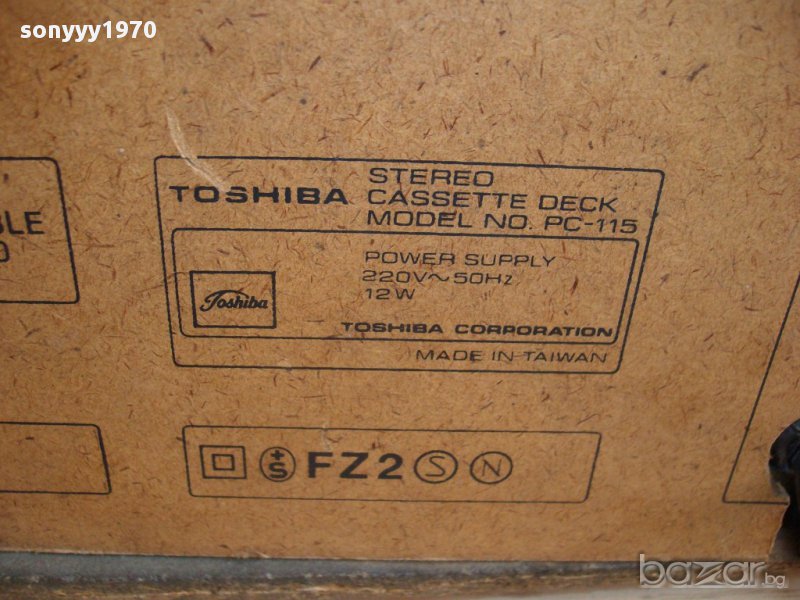 sonyyy1970
STEREO
TOSHIBA CASSETTE DECK
MODEL NO. PC-115
BLE
POWER SUPPLY
220V~50Hz
12W
Toshiba
TOSHIBA CORPORATION
MADE IN TAIWAN
+S FZ2 S N
bazar.bg